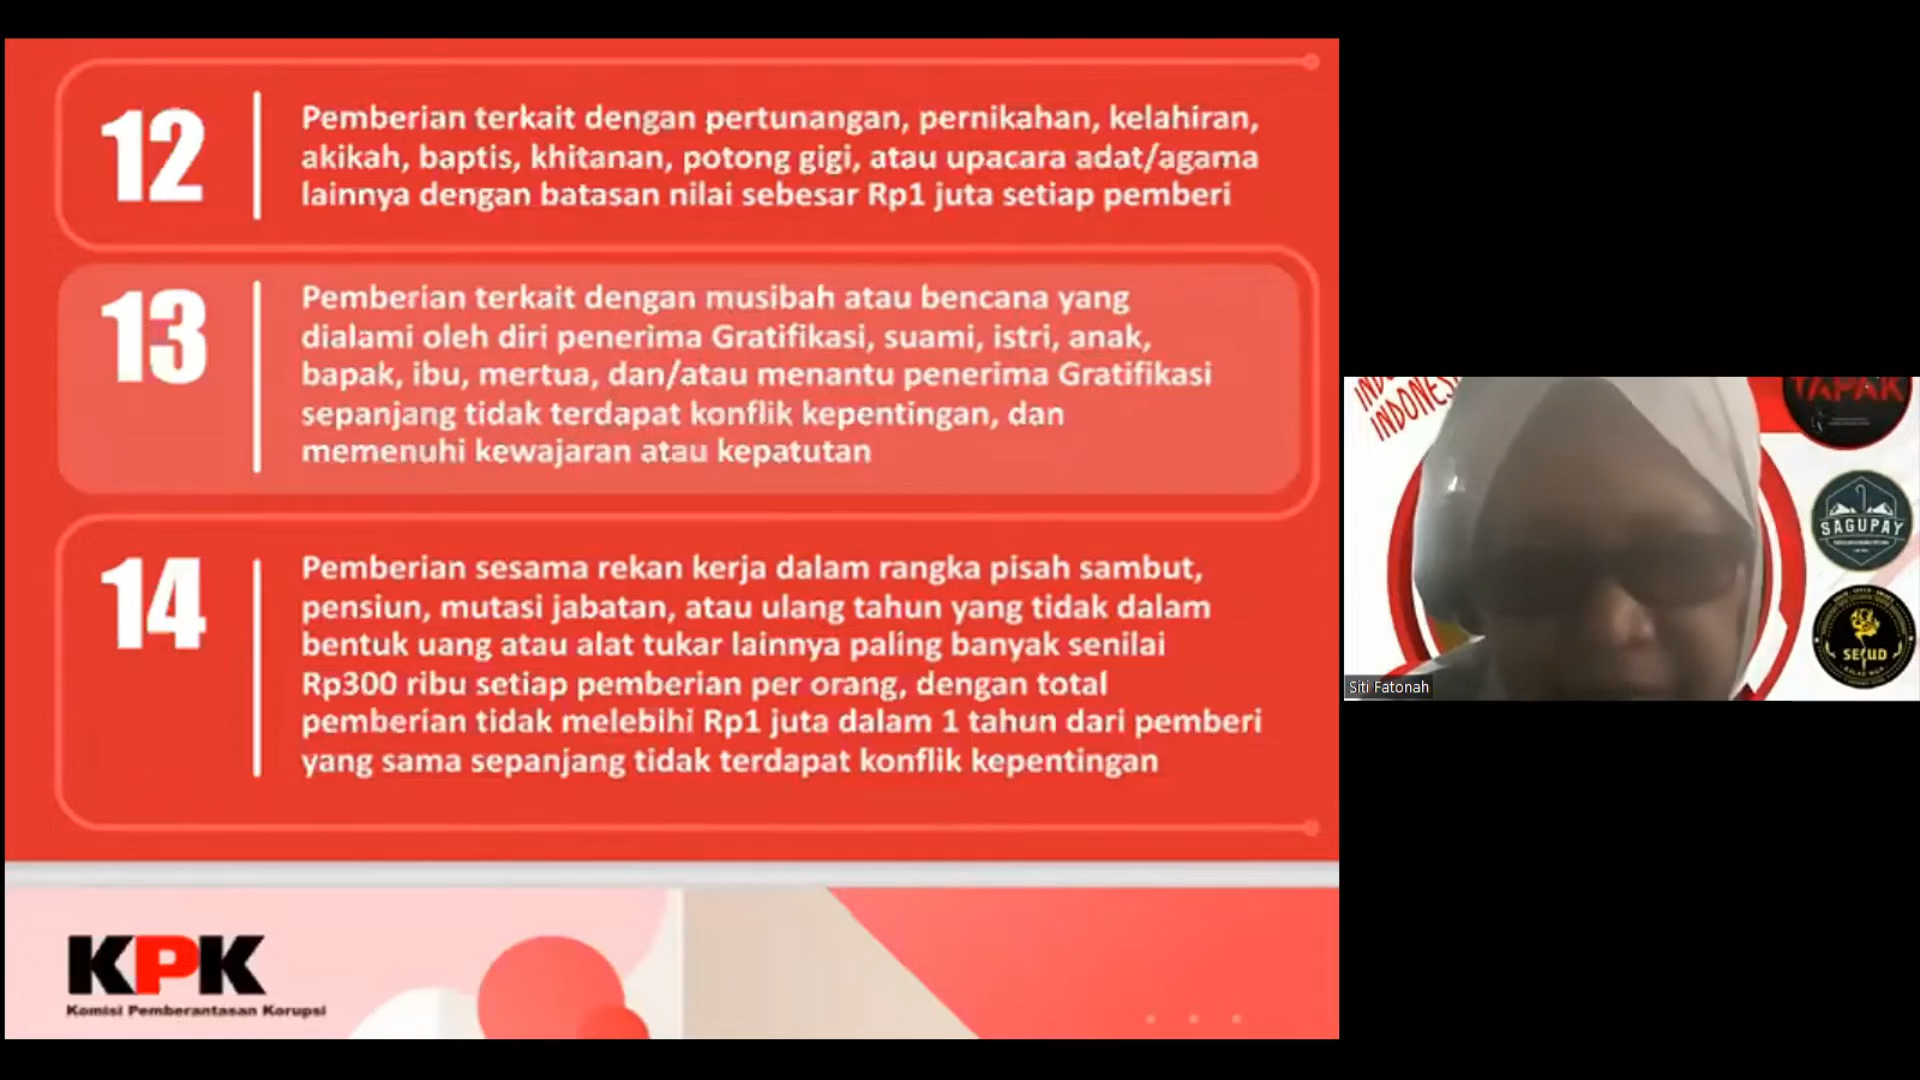 12
Pemberian terkait dengan pertunangan, pernikahan, kelahiran,
akikah, baptis, khitanan, potong gigi, atau upacara adat/agama
lainnya dengan batasan nilai sebesar Rp1 juta setiap pemberi
13
Pemberian terkait dengan musibah atau bencana yang
dialami oleh diri penerima Gratifikasi, suami, istri, anak,
bapak, ibu, mertua, dan/atau menantu penerima Gratifikasi
sepanjang tidak terdapat konflik kepentingan, dan
memenuhi kewajaran atau kepatutan
14
Pemberian sesama rekan kerja dalam rangka pisah sambut,
pensiun, mutasi jabatan, atau ulang tahun yang tidak dalam
bentuk uang atau alat tukar lainnya paling banyak senilai
Rp300 ribu setiap pemberian per orang, dengan total
pemberian tidak melebihi Rp1 juta dalam 1 tahun dari pemberi
yang sama sepanjang tidak terdapat konflik kepentingan
KPK
Komisi Pemberantasan Korupsi
TAPAK
SAGUPAY
Siti Fatonah